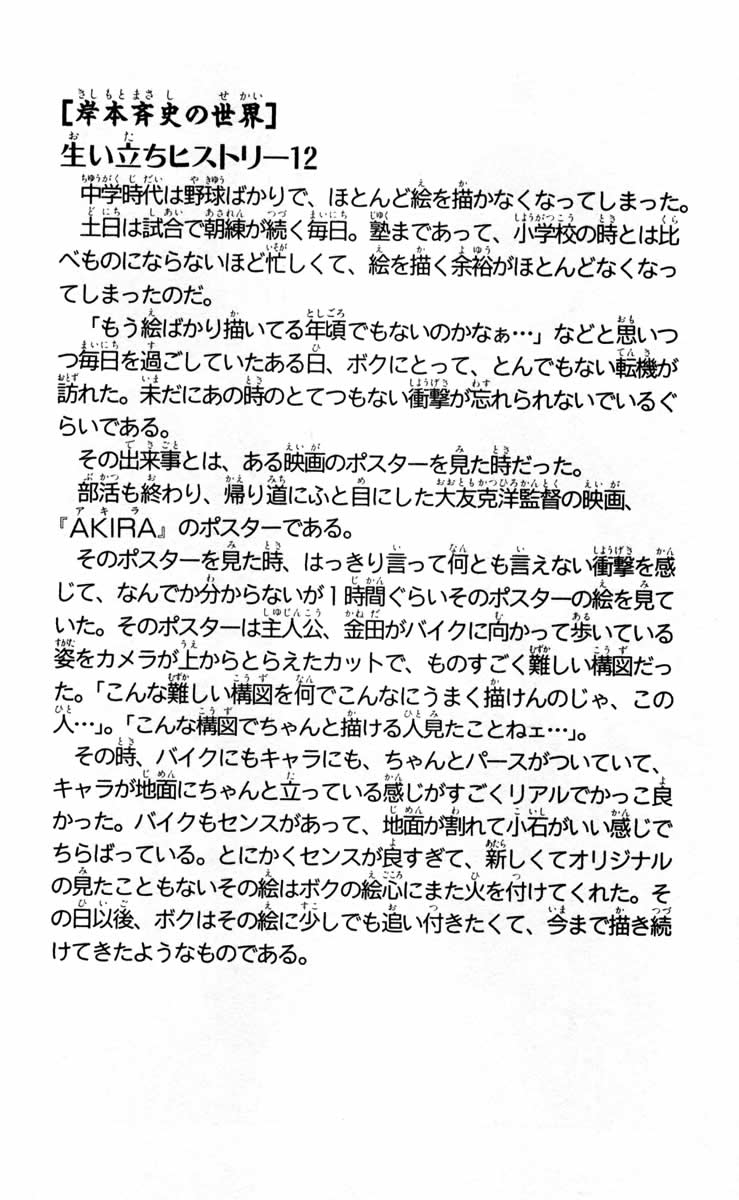 [岸本斉史の世界]
生い立ちヒストリー12
中学時代は野球ばかりで、ほとんど絵を描かなくなってしまった。
土日は試合で朝練が続く毎日。塾まであって、小学校の時とは比
べものにならないほど忙しくて、絵を描く余裕がほとんどなくなっ
てしまったのだ。
「もう絵ばかり描いてる年頃でもないのかなぁ…」などと思いつ
つ毎日を過ごしていたある日、ボクにとって、とんでもない転機が
訪れた。未だにあの時のとてつもない衝撃が忘れられないでいるぐ
らいである。
その出来事とは、ある映画のポスターを見た時だった。
部活も終わり、帰り道にふと目にした大友克洋監督の映画、
『AKIRA』のポスターである。
そのポスターを見た時、はっきり言って何とも言えない衝撃を感
じて、なんでか分からないが1時間ぐらいそのポスターの絵を見て
いた。そのポスターは主人公、金田がバイクに向かって歩いている
姿をカメラが上からとらえたカットで、ものすごく難しい構図だっ
た。「こんな難しい構図を何でこんなにうまく描けんのじゃ、この
人…」。「こんな構図でちゃんと描ける人見たことねェ…」。
その時、バイクにもキャラにも、ちゃんとパースがついていて、
キャラが地面にちゃんと立っている感じがすごくリアルでかっこ良
かった。バイクもセンスがあって、地面が割れて小石がいい感じで
ちらばっている。とにかくセンスが良すぎて、新しくてオリジナル
の見たこともないその絵はボクの絵心にまた火を付けてくれた。そ
の日以後、ボクはその絵に少しでも追い付きたくて、今まで描き続
けてきたようなものである。